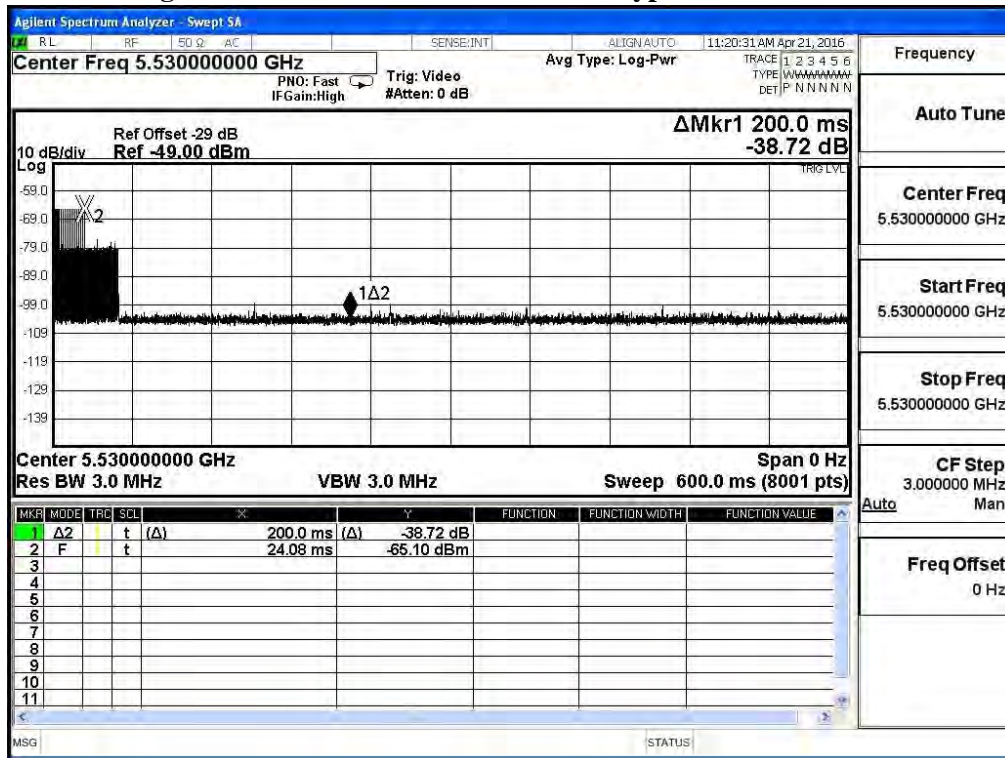 Agilent Spectrum Analyzer - Swept SA
RL RF 50 Ω AC SENSE:INT ALIGN AUTO 11:20:31 AM Apr 21, 2016
Center Freq 5.530000000 GHz Avg Type: Log-Pwr TRACE 1 2 3 4 5 6
PNO: Fast Trig: Video TYPE WWWWWW
IFGain:High #Atten: 0 dB DET P N N N N N
Frequency
Auto Tune
Ref Offset -29 dB ΔMkr1 200.0 ms
10 dB/div Ref -49.00 dBm -38.72 dB
Log
TRIG LVL
-59.0
-69.0
-79.0
-89.0
-99.0
-109
-119
-129
-139
2
1Δ2
Center 5.530000000 GHz Span 0 Hz
Res BW 3.0 MHz VBW 3.0 MHz Sweep 600.0 ms (8001 pts)
MKR MODE TRC SCL X Y FUNCTION FUNCTION WIDTH FUNCTION VALUE
1 Δ2 t (Δ) 200.0 ms (Δ) -38.72 dB
2 F t 24.08 ms -65.10 dBm
3
4
5
6
7
8
9
10
11
MSG STATUS
Center Freq
5.530000000 GHz
Start Freq
5.530000000 GHz
Stop Freq
5.530000000 GHz
CF Step
3.000000 MHz
Auto Man
Freq Offset
0 Hz